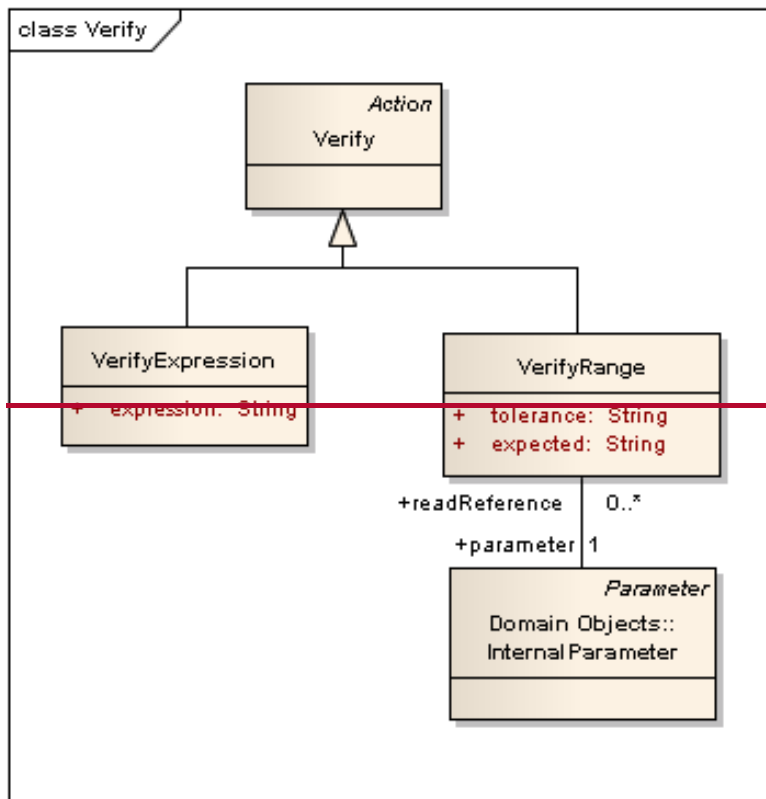 class Verify
Action
Verify
VerifyExpression
+ expression: String
VerifyRange
+ tolerance: String
+ expected: String
+readReference 0..*
+parameter 1
Parameter
Domain Objects::
InternalParameter